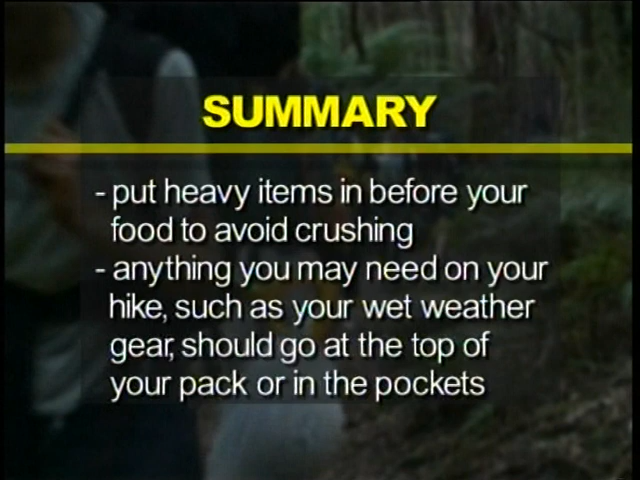 SUMMARY
- put heavy items in before your
food to avoid crushing
- anything you may need on your
hike, such as your wet weather
gear, should go at the top of
your pack or in the pockets